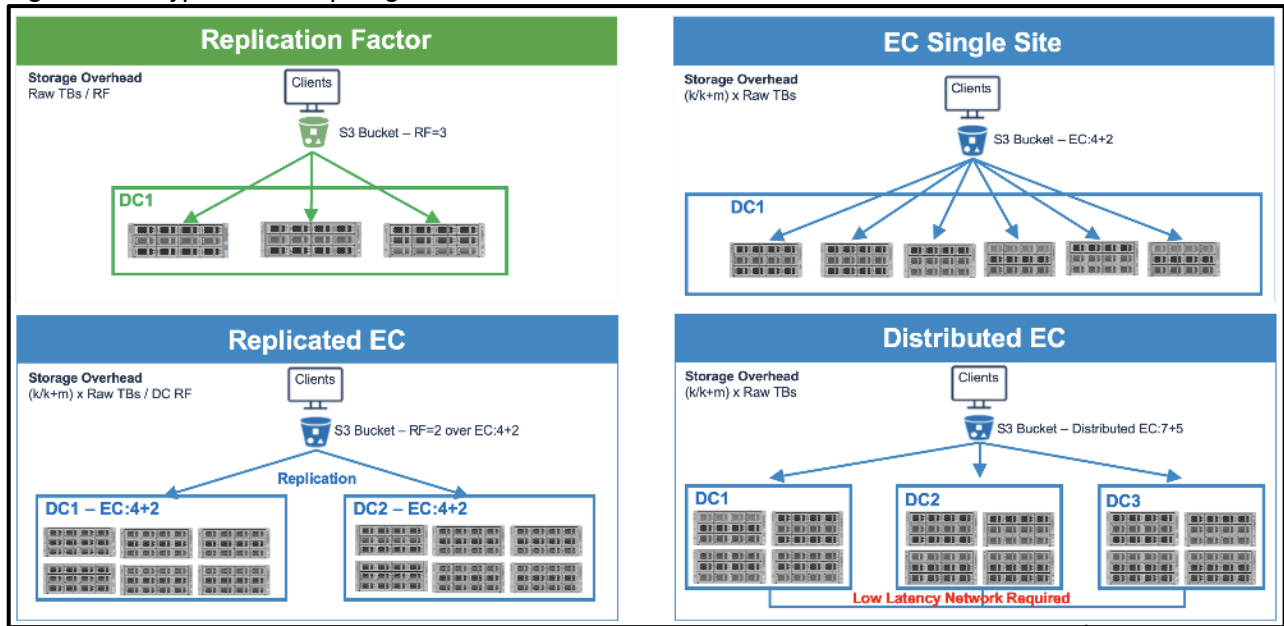 Replication Factor
Storage Overhead
Raw TBs / RF
Clients
S3 Bucket – RF=3
DC1
EC Single Site
Storage Overhead
(k/k+m) x Raw TBs
Clients
S3 Bucket – EC:4+2
DC1
Replicated EC
Storage Overhead
(k/k+m) x Raw TBs / DC RF
Clients
S3 Bucket – RF=2 over EC:4+2
Replication
DC1 – EC:4+2
DC2 – EC:4+2
Distributed EC
Storage Overhead
(k/k+m) x Raw TBs
Clients
S3 Bucket – Distributed EC:7+5
DC1
DC2
DC3
Low Latency Network Required